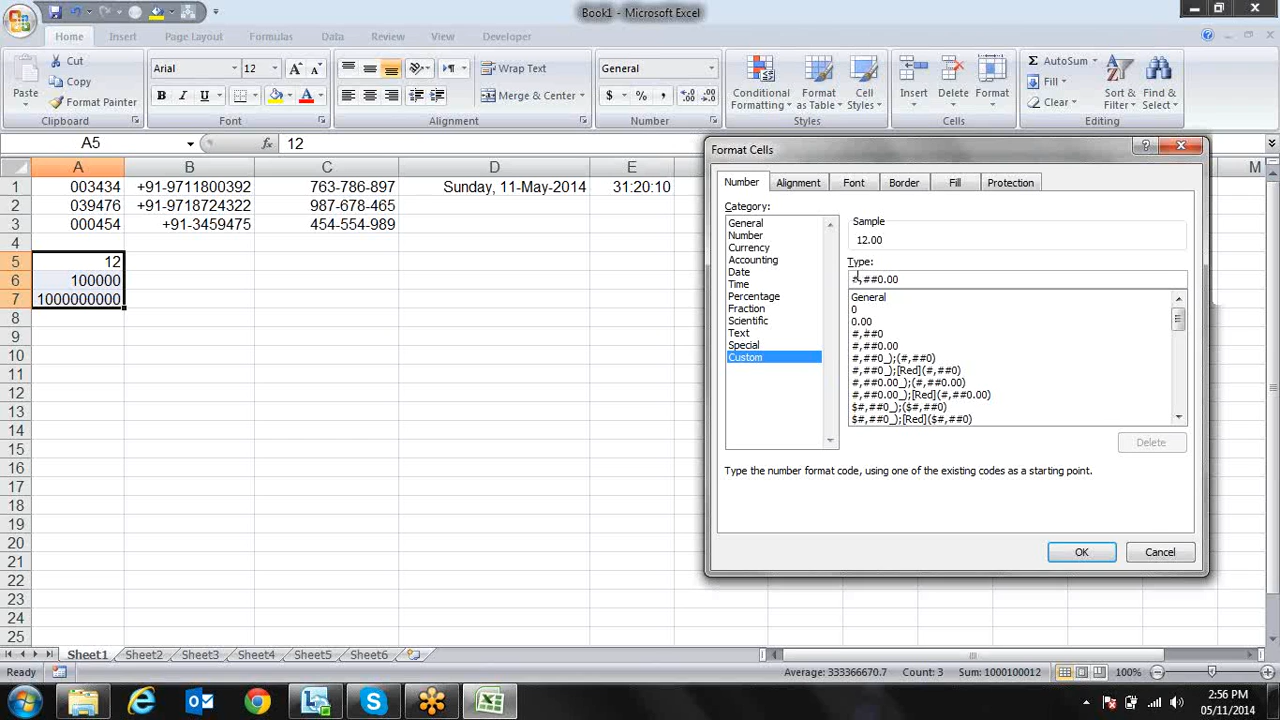 Book1 - Microsoft Excel
Home Insert Page Layout Formulas Data Review View Developer
Paste
Cut
Copy
Format Painter
Clipboard
Arial 12
B I U
Font
Wrap Text
Merge & Center
Alignment
General
$ % ,
Number
Conditional Formatting
Format as Table
Cell Styles
Styles
Insert
Delete
Format
Cells
AutoSum
Fill
Clear
Sort & Filter
Find & Select
Editing
A5 fx 12
A B C D E M
1 003434 +91-9711800392 763-786-897 Sunday, 11-May-2014 31:20:10
2 039476 +91-9718724322 987-678-465
3 000454 +91-3459475 454-554-989
4
5 12
6 100000
7 1000000000
8
9
10
11
12
13
14
15
16
17
18
19
20
21
22
23
24
25
Format Cells
Number Alignment Font Border Fill Protection
Category:
General
Number
Currency
Accounting
Date
Time
Percentage
Fraction
Scientific
Text
Special
Custom
Sample
12.00
Type:
#,##0.00
General
0
0.00
#,##0
#,##0.00
#,##0_);(#,##0)
#,##0_);[Red](#,##0)
#,##0.00_);(#,##0.00)
#,##0.00_);[Red](#,##0.00)
$#,##0_);($#,##0)
$#,##0_);[Red]($#,##0)
Delete
Type the number format code, using one of the existing codes as a starting point.
OK Cancel
Sheet1 Sheet2 Sheet3 Sheet4 Sheet5 Sheet6
Ready Average: 333366670.7 Count: 3 Sum: 1000100012 100%
2:56 PM
05/11/2014